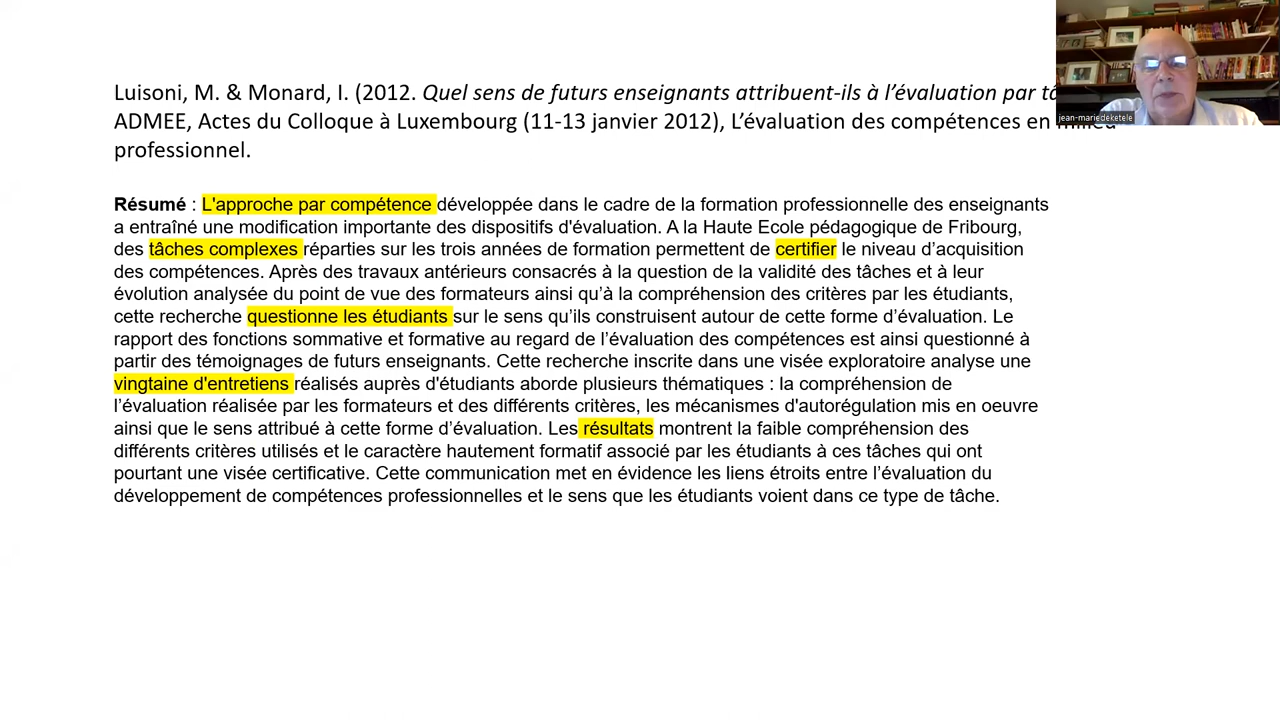 Luisoni, M. & Monard, I. (2012. Quel sens de futurs enseignants attribuent-ils à l’évaluation par
ADMEE, Actes du Colloque à Luxembourg (11-13 janvier 2012), L’évaluation des compétences en milieu
professionnel.
Résumé : L'approche par compétence développée dans le cadre de la formation professionnelle des enseignants
a entraîné une modification importante des dispositifs d'évaluation. A la Haute Ecole pédagogique de Fribourg,
des tâches complexes réparties sur les trois années de formation permettent de certifier le niveau d’acquisition
des compétences. Après des travaux antérieurs consacrés à la question de la validité des tâches et à leur
évolution analysée du point de vue des formateurs ainsi qu’à la compréhension des critères par les étudiants,
cette recherche questionne les étudiants sur le sens qu’ils construisent autour de cette forme d’évaluation. Le
rapport des fonctions sommative et formative au regard de l’évaluation des compétences est ainsi questionné à
partir des témoignages de futurs enseignants. Cette recherche inscrite dans une visée exploratoire analyse une
vingtaine d'entretiens réalisés auprès d'étudiants aborde plusieurs thématiques : la compréhension de
l’évaluation réalisée par les formateurs et des différents critères, les mécanismes d'autorégulation mis en oeuvre
ainsi que le sens attribué à cette forme d’évaluation. Les résultats montrent la faible compréhension des
différents critères utilisés et le caractère hautement formatif associé par les étudiants à ces tâches qui ont
pourtant une visée certificative. Cette communication met en évidence les liens étroits entre l’évaluation du
développement de compétences professionnelles et le sens que les étudiants voient dans ce type de tâche.
jean-mariedeketele